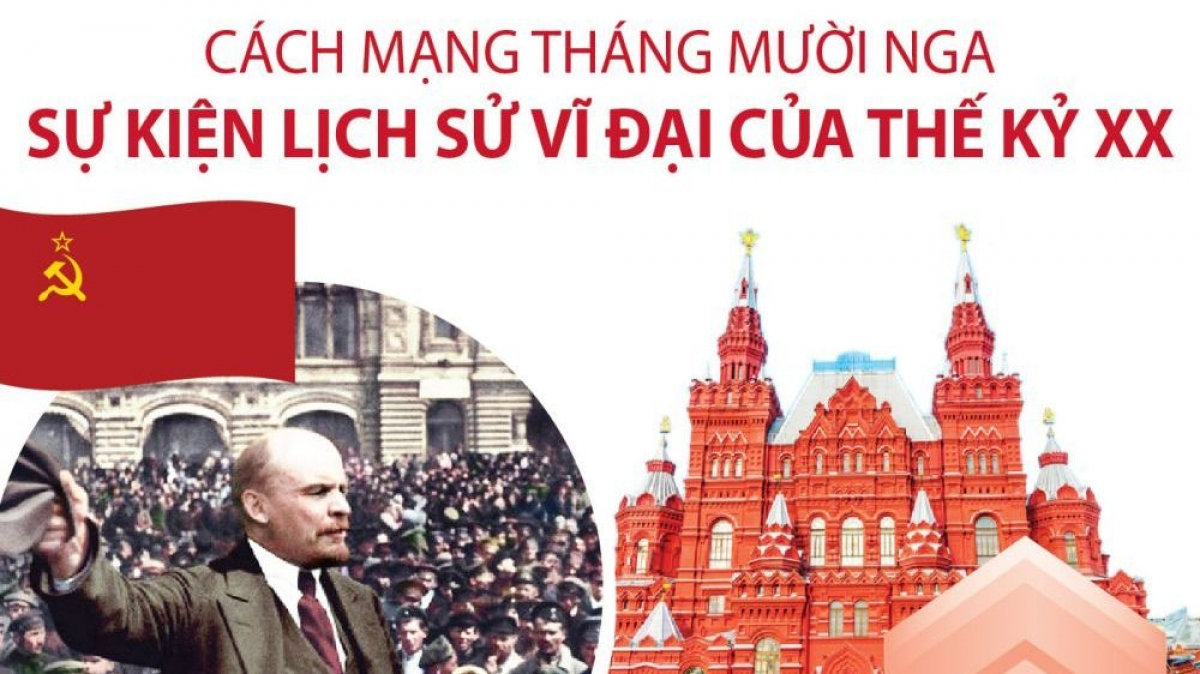 CÁCH MẠNG THÁNG MƯỜI NGA
SỰ KIỆN LỊCH SỬ VĨ ĐẠI CỦA THẾ KỶ XX